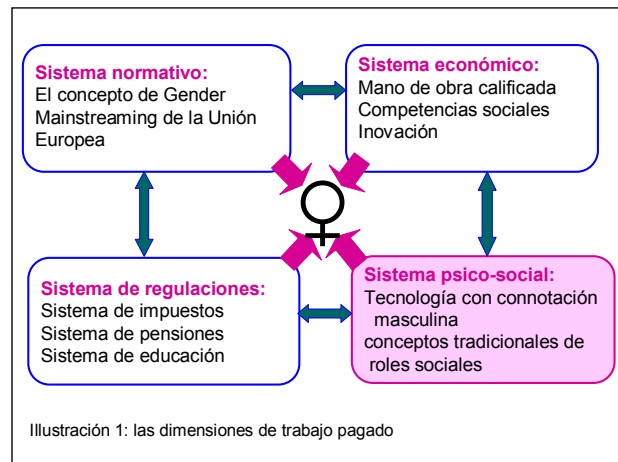 Sistema normativo:
El concepto de Gender
Mainstreaming de la Unión
Europea
Sistema económico:
Mano de obra calificada
Competencias sociales
Inovación
Sistema de regulaciones:
Sistema de impuestos
Sistema de pensiones
Sistema de educación
Sistema psico-social:
Tecnología con connotación
masculina
conceptos tradicionales de
roles sociales
Illustración 1: las dimensiones de trabajo pagado